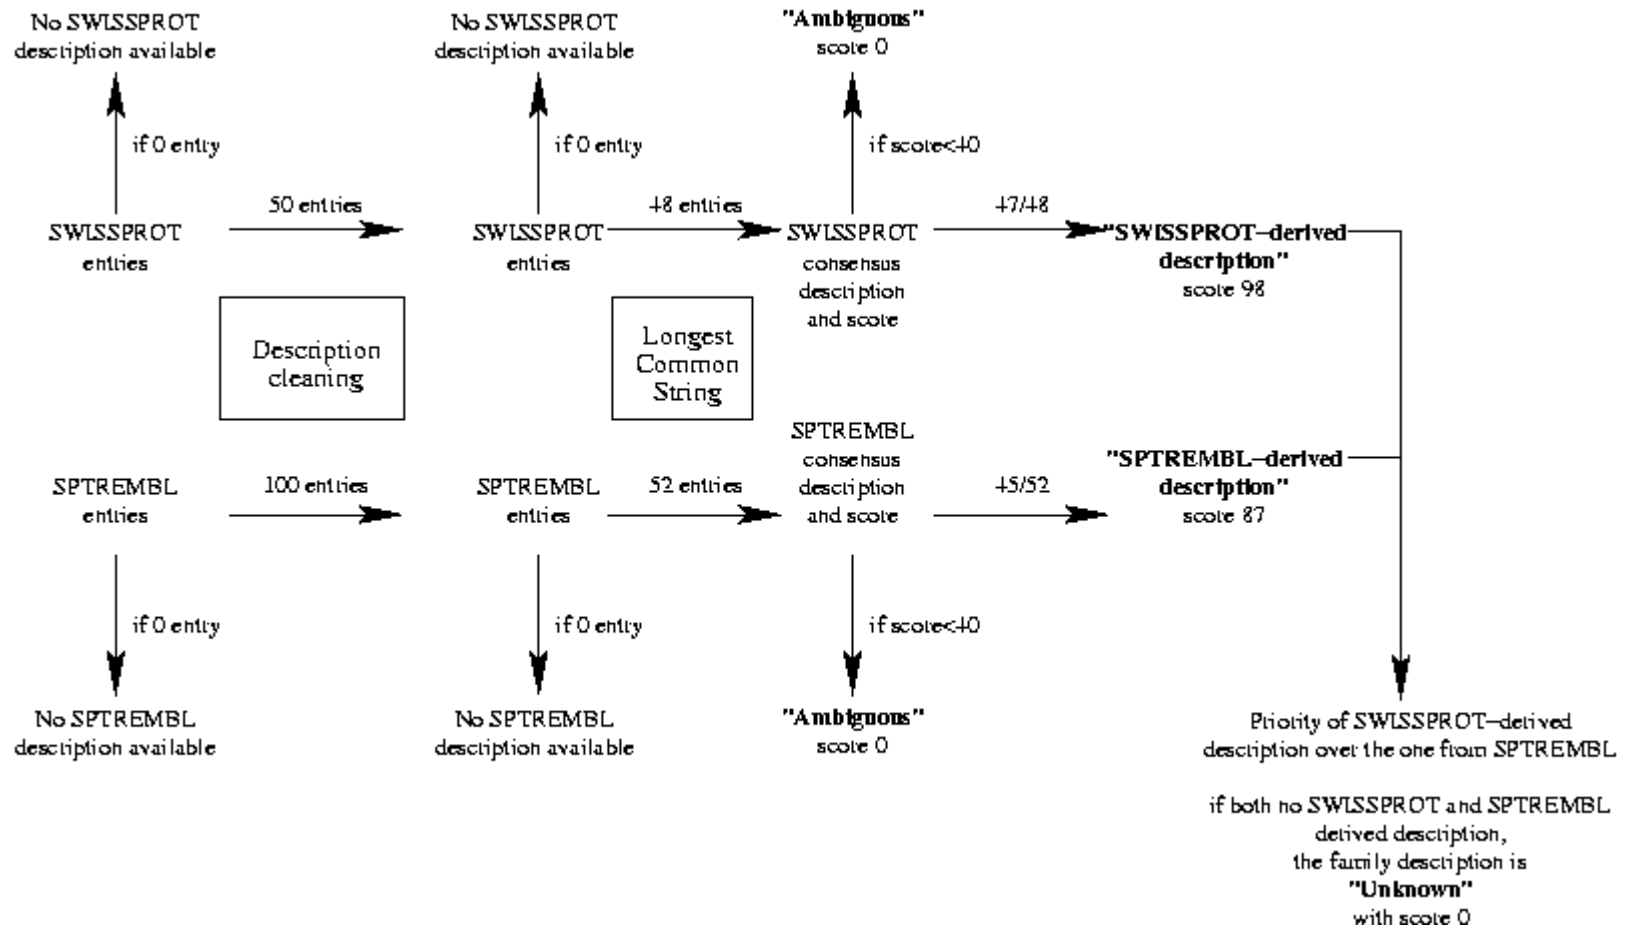 No SWISSPROT
description available
No SWISSPROT
description available
"Ambiguous"
score 0
if 0 entry
if 0 entry
if score<40
50 entries
48 entries
47/48
SWISSPROT
entries
SWISSPROT
entries
SWISSPROT
consensus
description
and score
"SWISSPROT-derived
description"
score 98
Description
cleaning
Longest
Common
String
SPTREMBL
entries
100 entries
SPTREMBL
entries
52 entries
SPTREMBL
consensus
description
and score
45/52
"SPTREMBL-derived
description"
score 87
if 0 entry
if 0 entry
if score<40
No SPTREMBL
description available
No SPTREMBL
description available
"Ambiguous"
score 0
Priority of SWISSPROT-derived
description over the one from SPTREMBL
if both no SWISSPROT and SPTREMBL
derived description,
the family description is
"Unknown"
with score 0